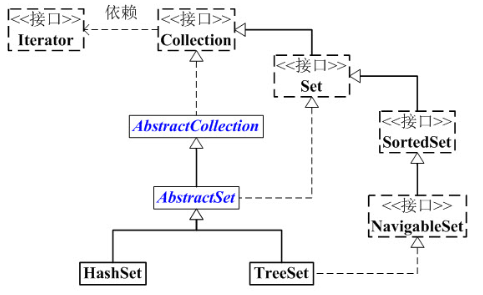 <<接口>>
Iterator
依赖
<<接口>>
Collection
<<接口>>
Set
AbstractCollection
<<接口>>
SortedSet
AbstractSet
<<接口>>
NavigableSet
HashSet
TreeSet